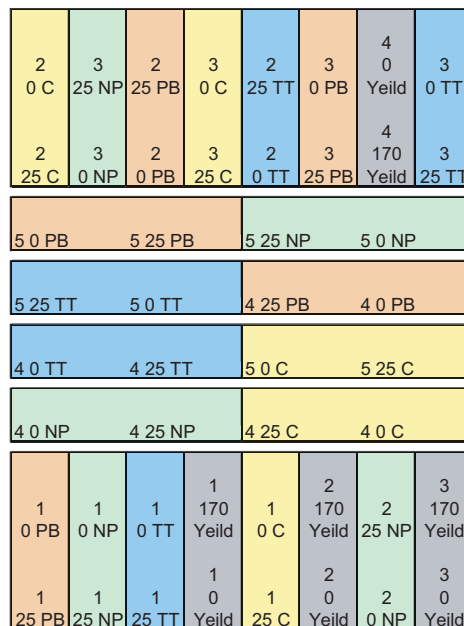 4
2 3 2 3 2 3 0 3
0 C 25 NP 25 PB 0 C 25 TT 0 PB Yeild 0 TT
4
2 3 2 3 2 3 170 3
25 C 0 NP 0 PB 25 C 0 TT 25 PB Yeild 25 TT
5 0 PB 5 25 PB 5 25 NP 5 0 NP
5 25 TT 5 0 TT 4 25 PB 4 0 PB
4 0 TT 4 25 TT 5 0 C 5 25 C
4 0 NP 4 25 NP 4 25 C 4 0 C
1 2 3
1 1 1 170 1 170 2 170
0 PB 0 NP 0 TT Yeild 0 C Yeild 25 NP Yeild
1 2 3
1 1 1 0 1 0 2 0
25 PB 25 NP 25 TT Yeild 25 C Yeild 0 NP Yeild